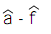 â - f̂